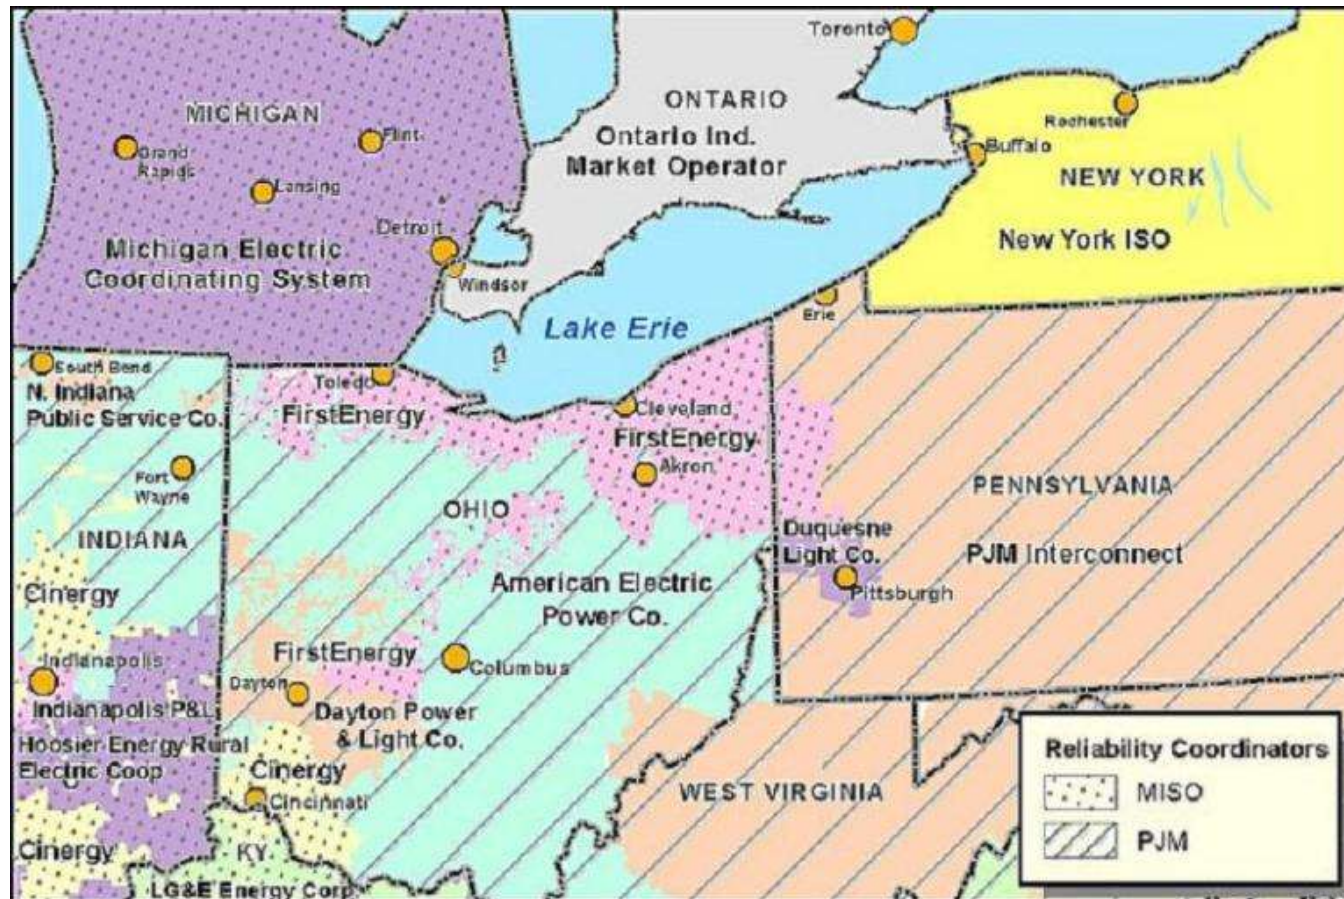 Toronto
ONTARIO
Ontario Ind.
Market Operator
MICHIGAN
Grand
Rapids
Flint
Lansing
Detroit
Windsor
Michigan Electric
Coordinating System
Rochester
Buffalo
NEW YORK
New York ISO
Lake Erie
Erie
South Bend
N. Indiana
Public Service Co.
Toledo
FirstEnergy
Cleveland
FirstEnergy
Akron
Fort
Wayne
INDIANA
OHIO
PENNSYLVANIA
PJM Interconnect
Duquesne
Light Co.
Pittsburgh
Cinergy
American Electric
Power Co.
FirstEnergy
Columbus
Indianapolis
Indianapolis P&L
Dayton
Dayton Power
& Light Co.
Hoosier Energy Rural
Electric Coop
Cinergy
Cincinnati
WEST VIRGINIA
Cinergy
KY
LG&E Energy Corp
Reliability Coordinators
MISO
PJM